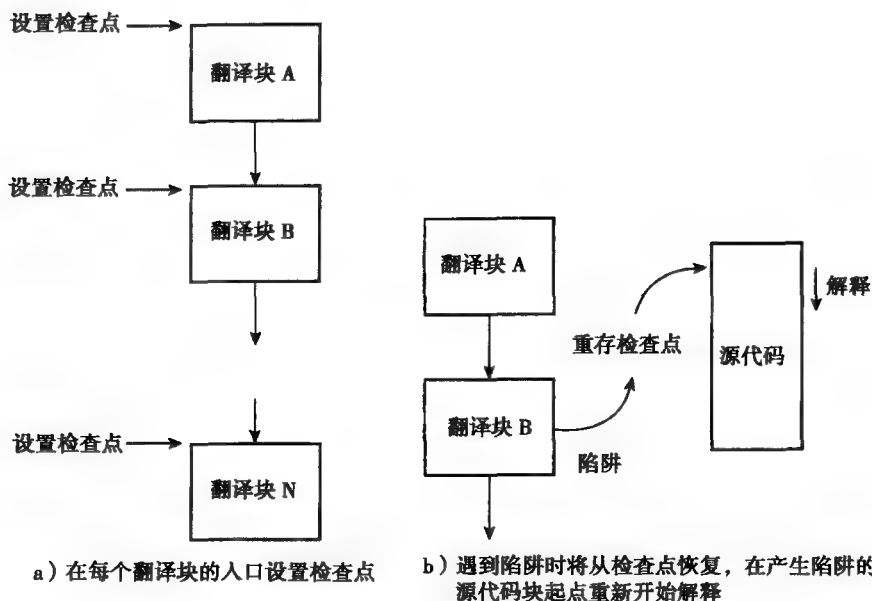 设置检查点
翻译块 A
设置检查点
翻译块 B
设置检查点
翻译块 N
a）在每个翻译块的入口设置检查点
翻译块 A
翻译块 B
陷阱
重存检查点
源代码
解释
b）遇到陷阱时将从检查点恢复，在产生陷阱的
源代码块起点重新开始解释